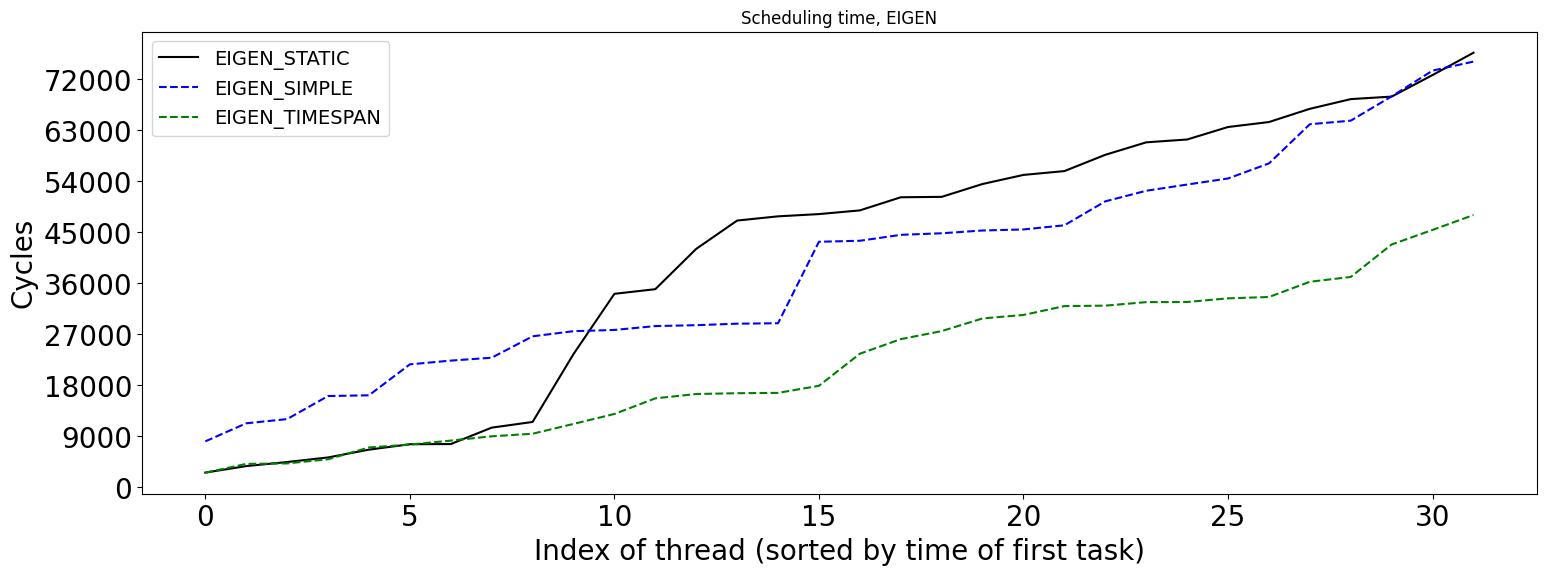 Scheduling time, EIGEN
EIGEN_STATIC
EIGEN_SIMPLE
EIGEN_TIMESPAN
72000
63000
54000
45000
36000
27000
18000
9000
0
Cycles
0 5 10 15 20 25 30
Index of thread (sorted by time of first task)